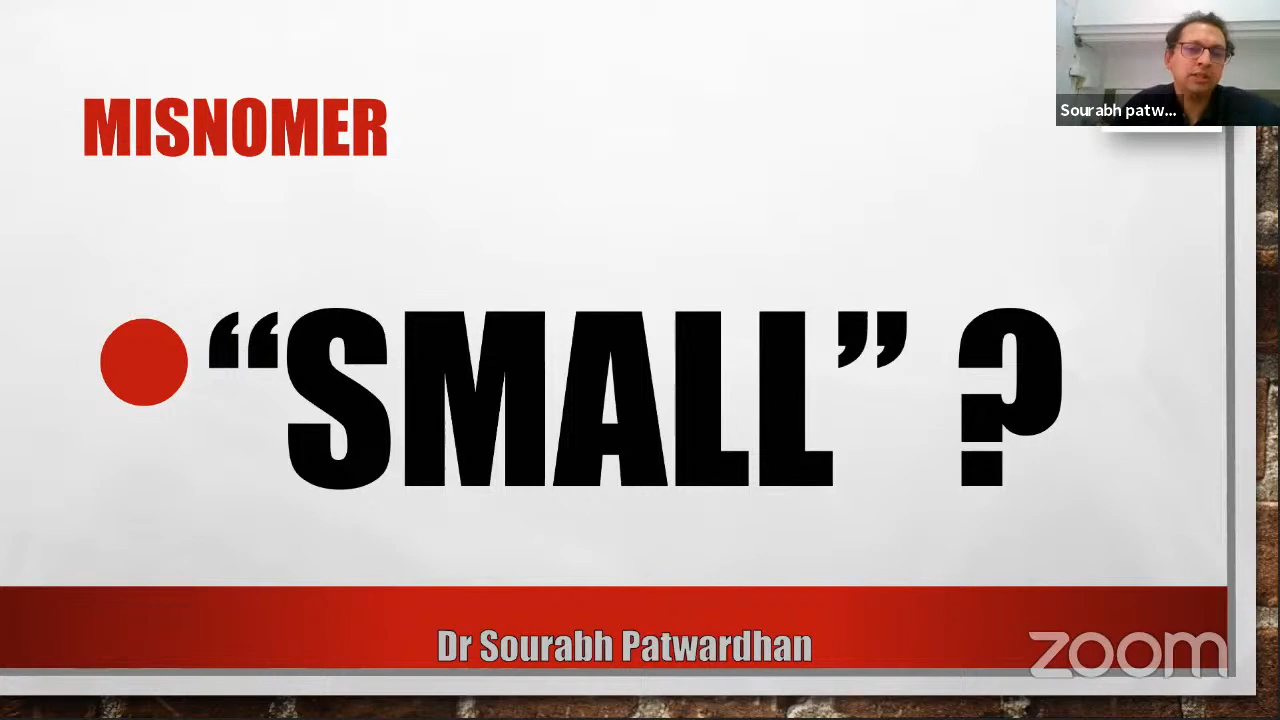 MISNOMER
Sourabh patw...
“SMALL” ?
Dr Sourabh Patwardhan
zoom